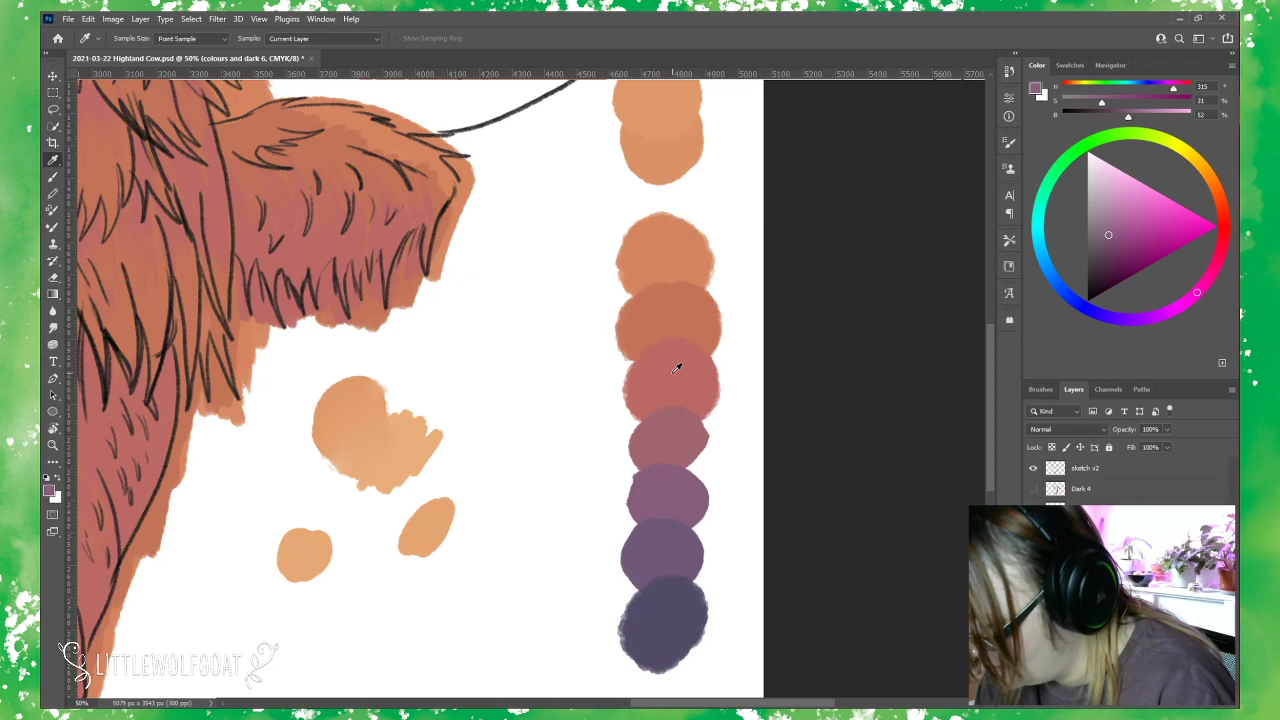 File Edit Image Layer Type Select Filter 3D View Plugins Window Help
Sample Size: Point Sample Sample: Current Layer Show Sampling Ring
2021-03-22 Highland Cow.psd @ 50% (colours and dark 6, CMYK/8) * ×
3000 3100 3200 3300 3400 3500 3600 3700 3800 3900 4000 4100 4200 4300 4400 4500 4600 4700 4800 4900 5000 5100 5200 5300 5400 5500 5600 5700
Color Swatches Navigator
H 315 °
S 31 %
B 52 %
Brushes Layers Channels Paths
Kind
Normal Opacity: 100%
Lock: Fill: 100%
sketch v2
Dark 4
LITTLEWOLFGOAT
50% 5079 px x 3543 px (300 ppi)